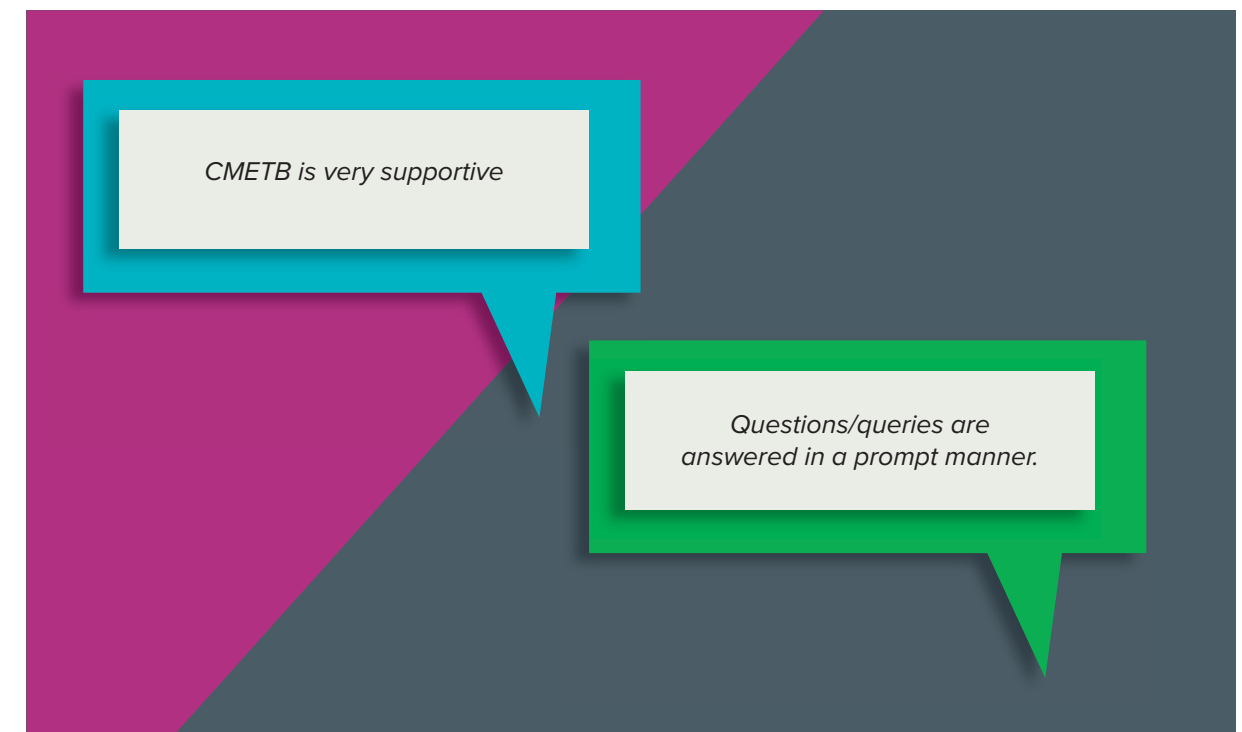 CMETB is very supportive
Questions/queries are
answered in a prompt manner.